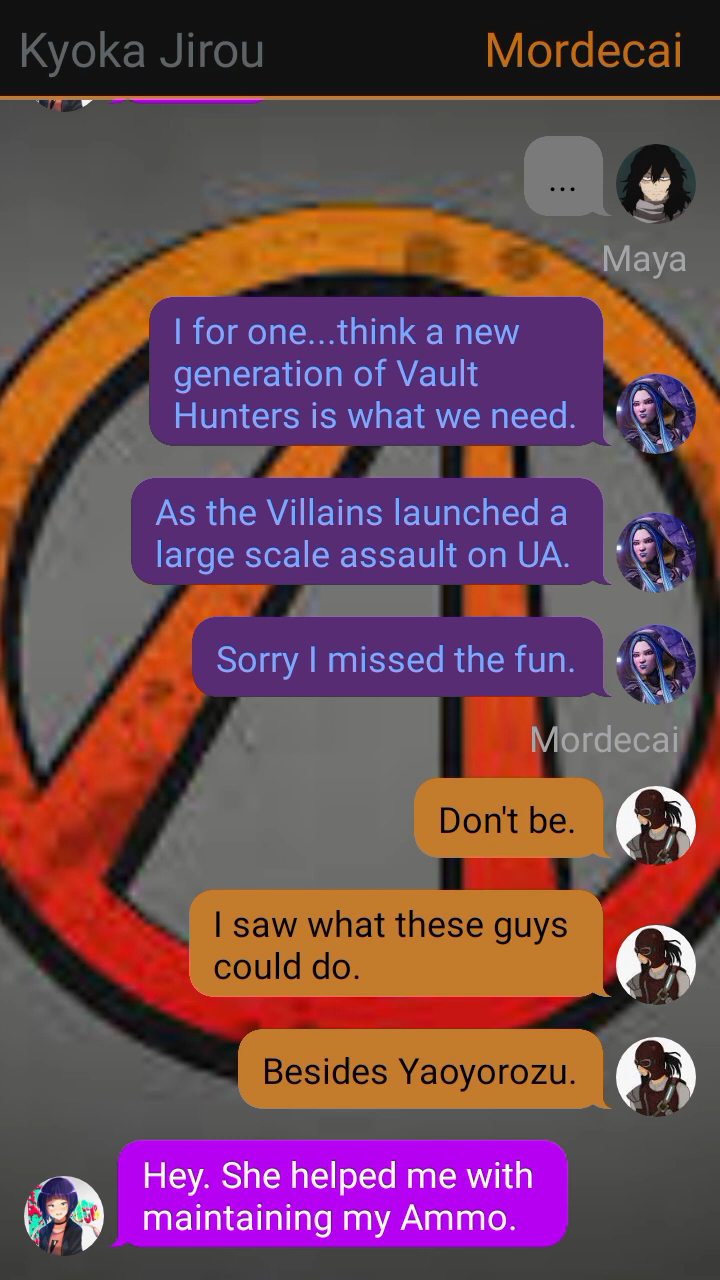 Kyoka Jirou
Mordecai
...
Maya
I for one...think a new
generation of Vault
Hunters is what we need.
As the Villains launched a
large scale assault on UA.
Sorry I missed the fun.
Mordecai
Don't be.
I saw what these guys
could do.
Besides Yaoyorozu.
Hey. She helped me with
maintaining my Ammo.